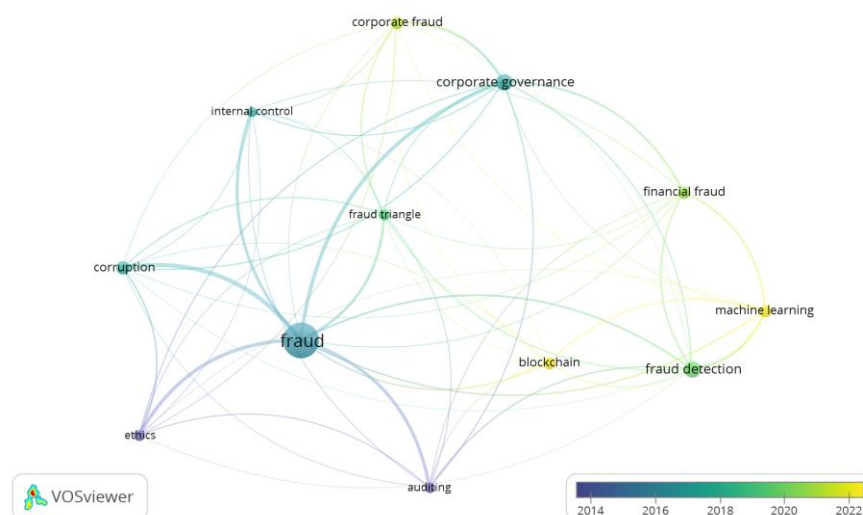 corporate fraud
corporate governance
internal control
financial fraud
fraud triangle
corruption
machine learning
fraud
blockchain
fraud detection
ethics
auditing
VOSviewer
2014 2016 2018 2020 2022